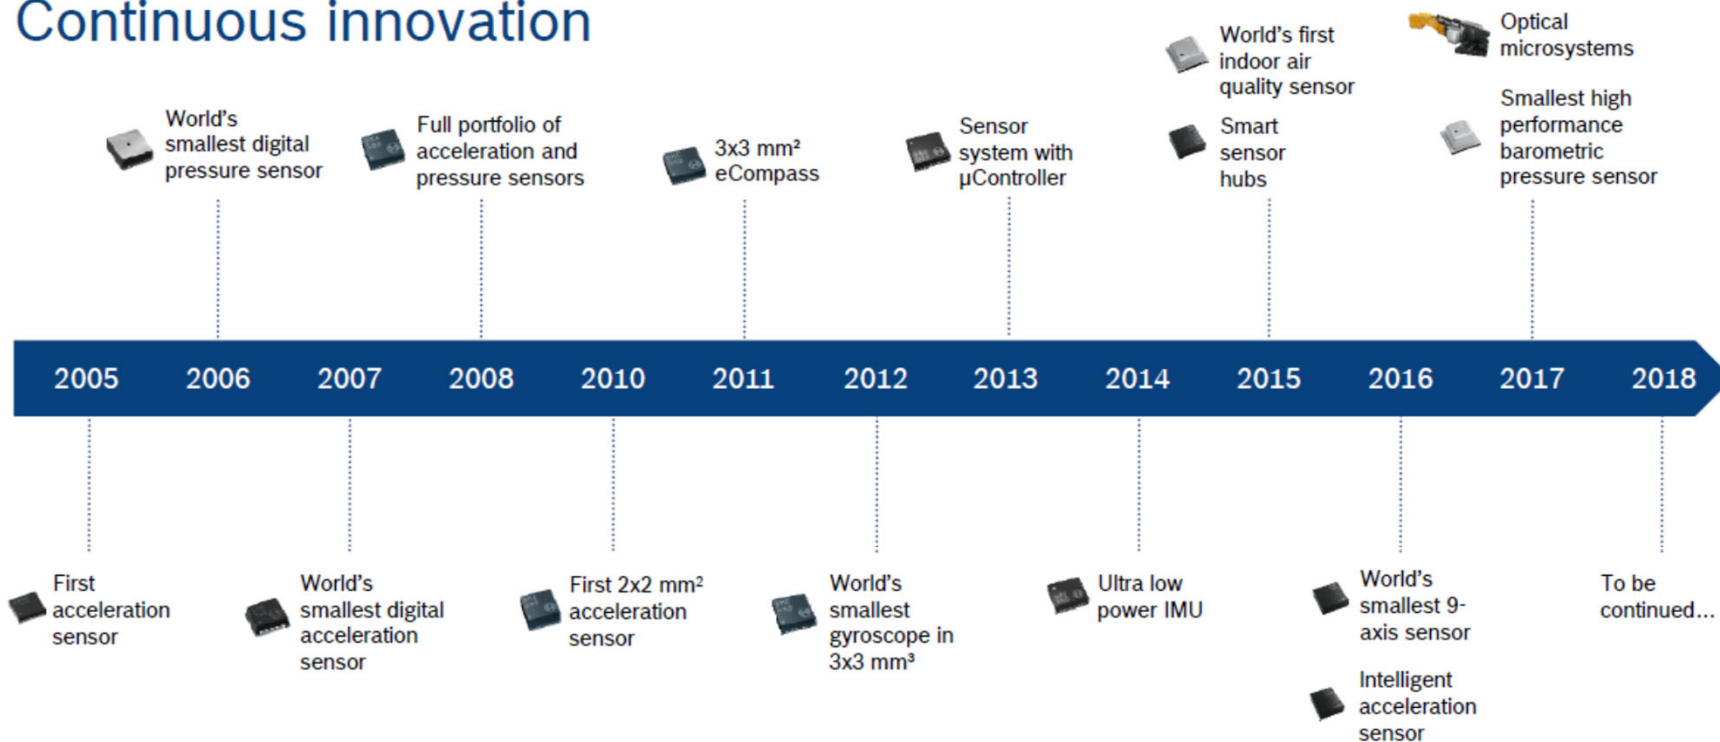 Continuous innovation
World's
smallest digital
pressure sensor
Full portfolio of
acceleration and
pressure sensors
3x3 mm²
eCompass
Sensor
system with
µController
World's first
indoor air
quality sensor
Smart
sensor
hubs
Optical
microsystems
Smallest high
performance
barometric
pressure sensor
2005 2006 2007 2008 2010 2011 2012 2013 2014 2015 2016 2017 2018
First
acceleration
sensor
World's
smallest digital
acceleration
sensor
First 2x2 mm²
acceleration
sensor
World's
smallest
gyroscope in
3x3 mm³
Ultra low
power IMU
World's
smallest 9-
axis sensor
Intelligent
acceleration
sensor
To be
continued...